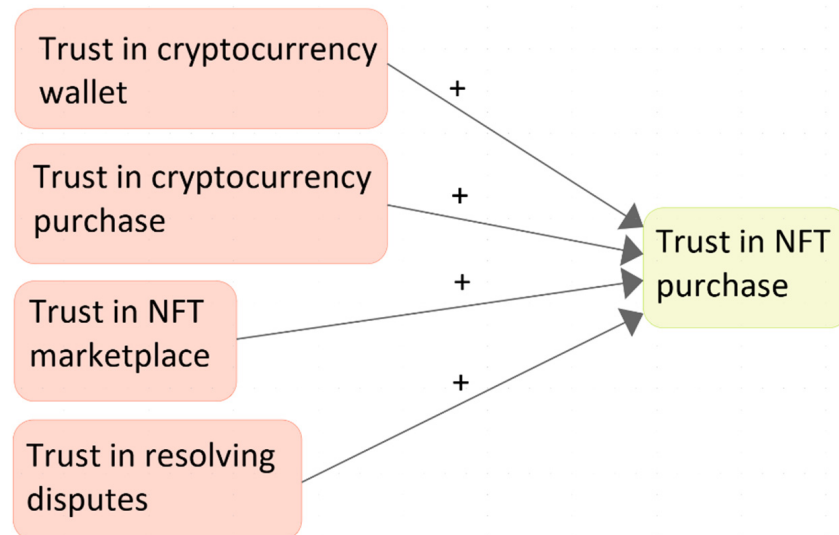 Trust in cryptocurrency
wallet
+
Trust in cryptocurrency
purchase
+
Trust in NFT
marketplace
+
Trust in resolving
disputes
+
Trust in NFT
purchase